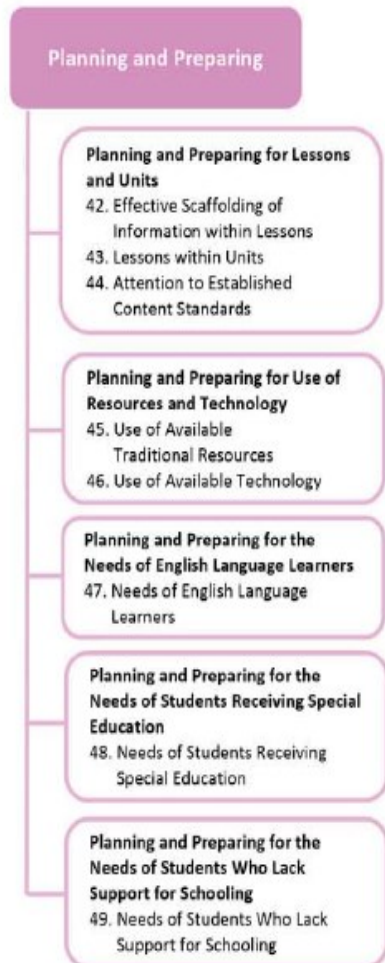 Planning and Preparing
Planning and Preparing for Lessons
and Units
42. Effective Scaffolding of
Information within Lessons
43. Lessons within Units
44. Attention to Established
Content Standards
Planning and Preparing for Use of
Resources and Technology
45. Use of Available
Traditional Resources
46. Use of Available Technology
Planning and Preparing for the
Needs of English Language Learners
47. Needs of English Language
Learners
Planning and Preparing for the
Needs of Students Receiving Special
Education
48. Needs of Students Receiving
Special Education
Planning and Preparing for the
Needs of Students Who Lack
Support for Schooling
49. Needs of Students Who Lack
Support for Schooling